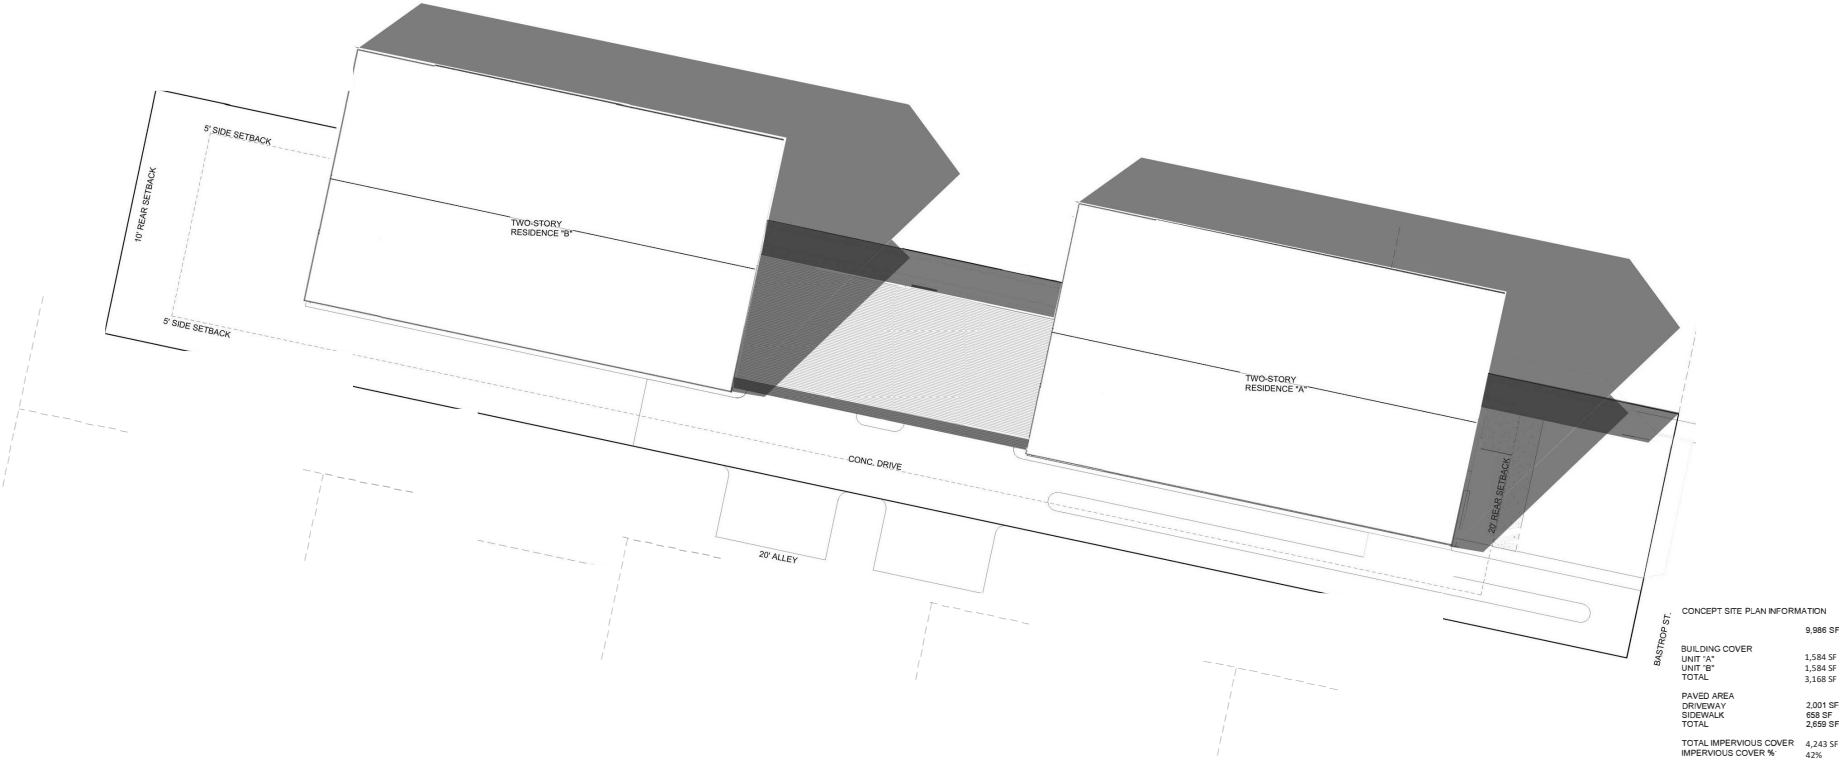 5' SIDE SETBACK
10' REAR SETBACK
TWO-STORY
RESIDENCE "B"
5' SIDE SETBACK
TWO-STORY
RESIDENCE "A"
CONC. DRIVE
20' REAR SETBACK
20' ALLEY
BASTROP ST.
CONCEPT SITE PLAN INFORMATION
9,986 SF
BUILDING COVER
UNIT "A" 1,584 SF
UNIT "B" 1,584 SF
TOTAL 3,168 SF
PAVED AREA
DRIVEWAY 2,001 SF
SIDEWALK 658 SF
TOTAL 2,659 SF
TOTAL IMPERVIOUS COVER 4,243 SF
IMPERVIOUS COVER % 42%